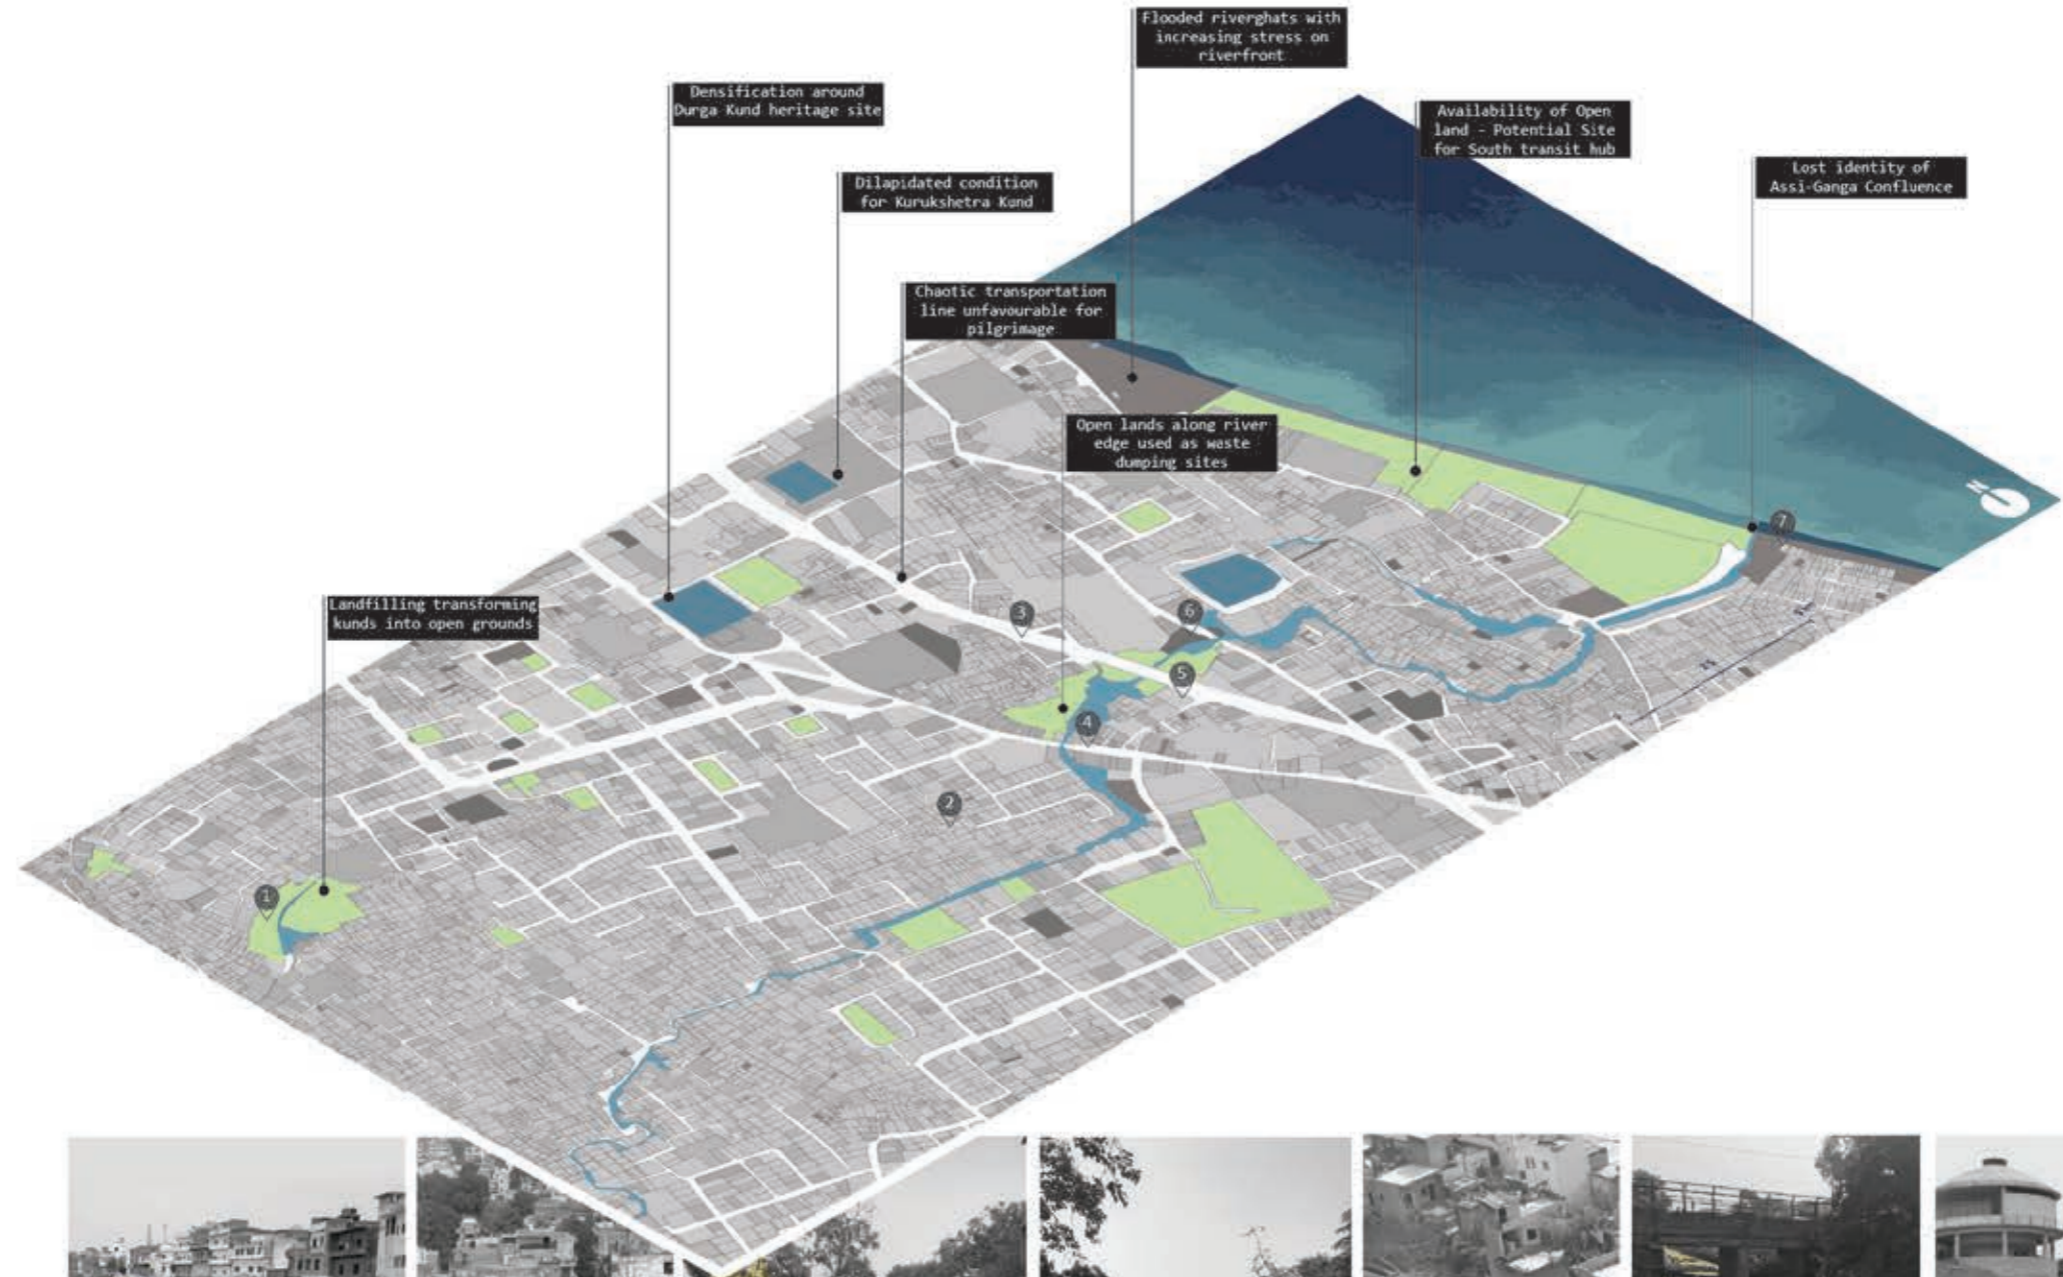 Flooded riverghats with
increasing stress on
riverfront
Densification around
Durga Kund heritage site
Availability of Open
land - Potential Site
for South transit hub
Lost identity of
Assi-Ganga Confluence
Dilapidated condition
for Kurukshetra Kund
Chaotic transportation
line unfavourable for
pilgrimage
Open lands along river
edge used as waste
dumping sites
N
7
Landfilling transforming
kunds into open grounds
3
6
5
4
2
1